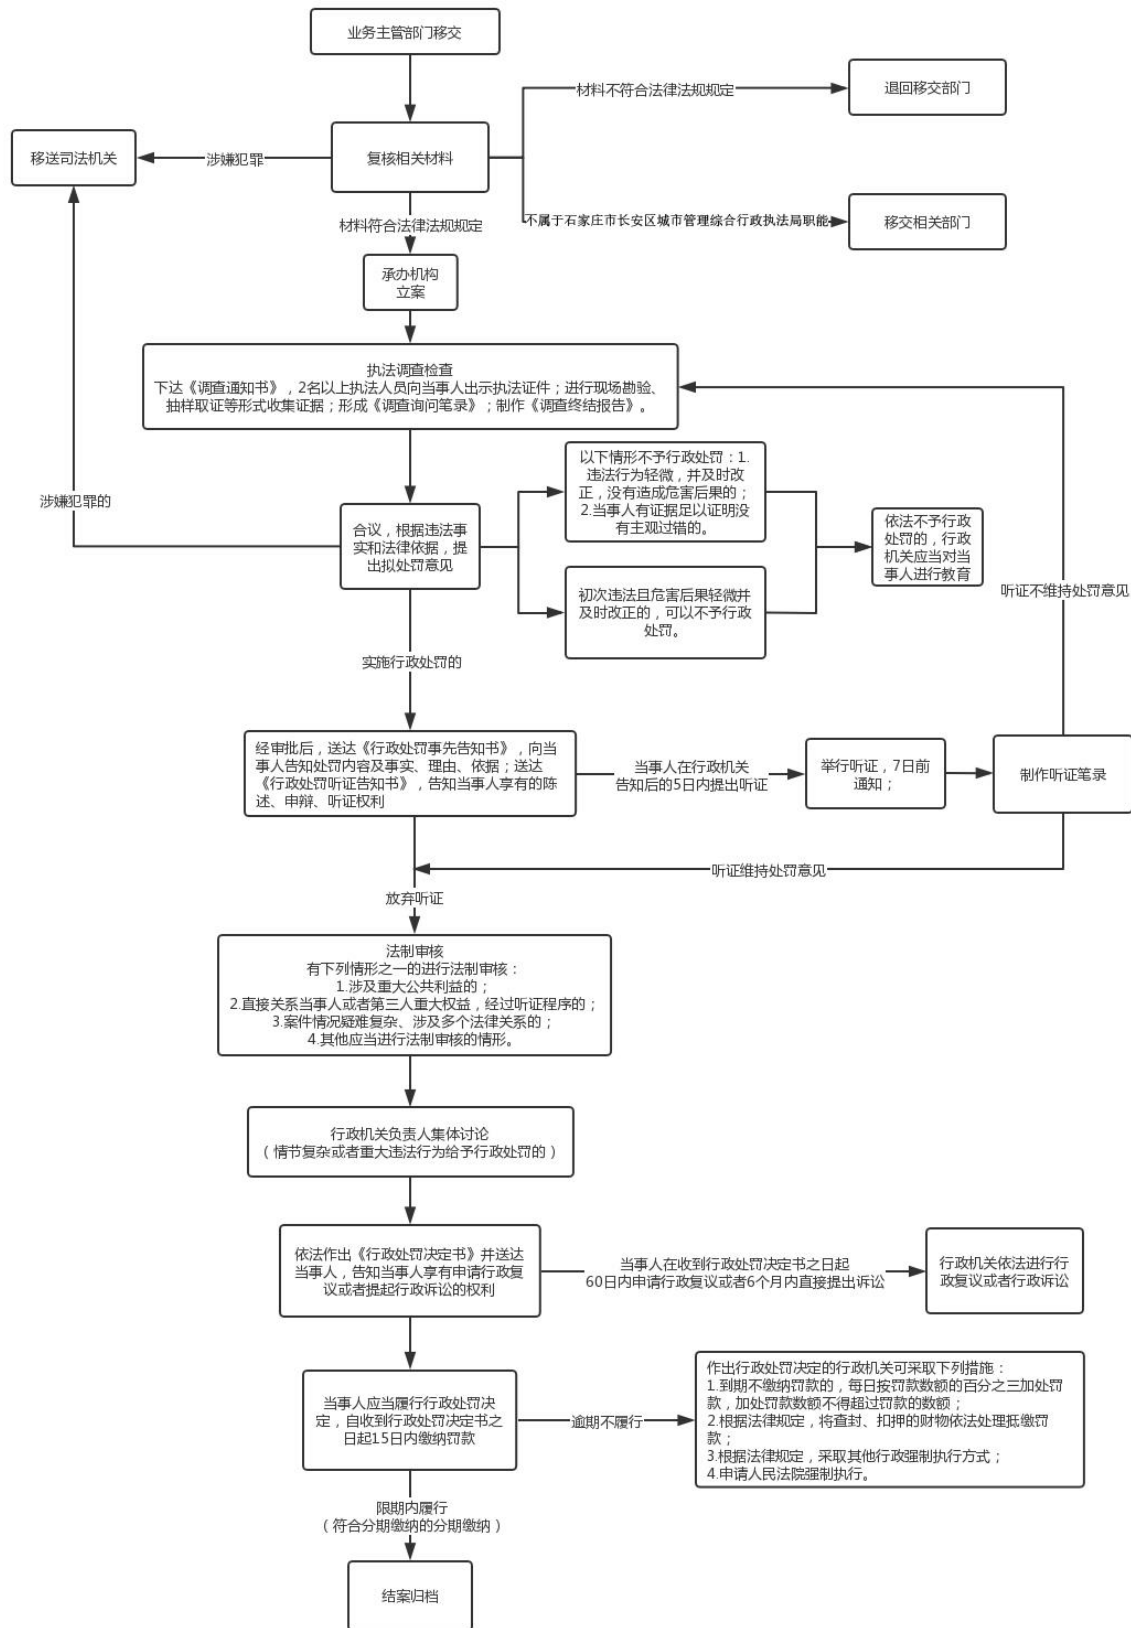 业务主管部门移交
材料不符合法律法规规定
退回移交部门
移送司法机关
涉嫌犯罪
复核相关材料
材料符合法律法规规定
不属于石家庄市长安区城市管理综合行政执法局职能
移交相关部门
承办机构
立案
执法调查检查
下达《调查通知书》，2名以上执法人员向当事人出示执法证件；进行现场勘验、
抽样取证等形式收集证据；形成《调查询问笔录》；制作《调查终结报告》。
涉嫌犯罪的
合议，根据违法事
实和法律依据，提
出拟处罚意见
以下情形不予行政处罚：1.
违法行为轻微，并及时改
正，没有造成危害后果的；
2.当事人有证据足以证明没
有主观过错的。
初次违法且危害后果轻微并
及时改正的，可以不予行政
处罚。
依法不予行政
处罚的，行政
机关应当对当
事人进行教育
听证不维持处罚意见
实施行政处罚的
经审批后，送达《行政处罚事先告知书》，向当
事人告知处罚内容及事实、理由、依据；送达
《行政处罚听证告知书》，告知当事人享有的陈
述、申辩、听证权利
当事人在行政机关
告知后的5日内提出听证
举行听证，7日前
通知；
制作听证笔录
听证维持处罚意见
放弃听证
法制审核
有下列情形之一的进行法制审核：
1.涉及重大公共利益的；
2.直接关系当事人或者第三人重大权益，经过听证程序的；
3.案件情况疑难复杂、涉及多个法律关系的；
4.其他应当进行法制审核的情形。
行政机关负责人集体讨论
（情节复杂或者重大违法行为给予行政处罚的）
依法作出《行政处罚决定书》并送达
当事人，告知当事人享有申请行政复
议或者提起行政诉讼的权利
当事人在收到行政处罚决定书之日起
60日内申请行政复议或者6个月内直接提出诉讼
行政机关依法进行行
政复议或者行政诉讼
当事人应当履行行政处罚决
定，自收到行政处罚决定书之
日起15日内缴纳罚款
逾期不履行
作出行政处罚决定的行政机关可采取下列措施：
1.到期不缴纳罚款的，每日按罚款数额的百分之三加处罚
款，加处罚款数额不得超过罚款的数额；
2.根据法律规定，将查封、扣押的财物依法处理抵缴罚
款；
3.根据法律规定，采取其他行政强制执行方式；
4.申请人民法院强制执行。
限期内履行
（符合分期缴纳的分期缴纳）
结案归档